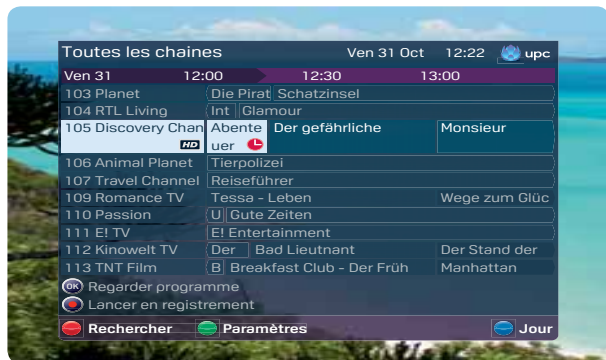 Toutes les chaines Ven 31 Oct 12:22 upc
Ven 31 12:00 12:30 13:00
103 Planet Die Pirat Schatzinsel
104 RTL Living Int Glamour
105 Discovery Chan Abente Der gefährliche Monsieur
HD uer
106 Animal Planet Tierpolizei
107 Travel Channel Reiseführer
109 Romance TV Tessa - Leben Wege zum Glüc
110 Passion U Gute Zeiten
111 E! TV E! Entertainment
112 Kinowelt TV Der Bad Lieutnant Der Stand der
113 TNT Film B Breakfast Club - Der Früh Manhattan
OK Regarder programme
Lancer en registrement
Rechercher Paramètres Jour